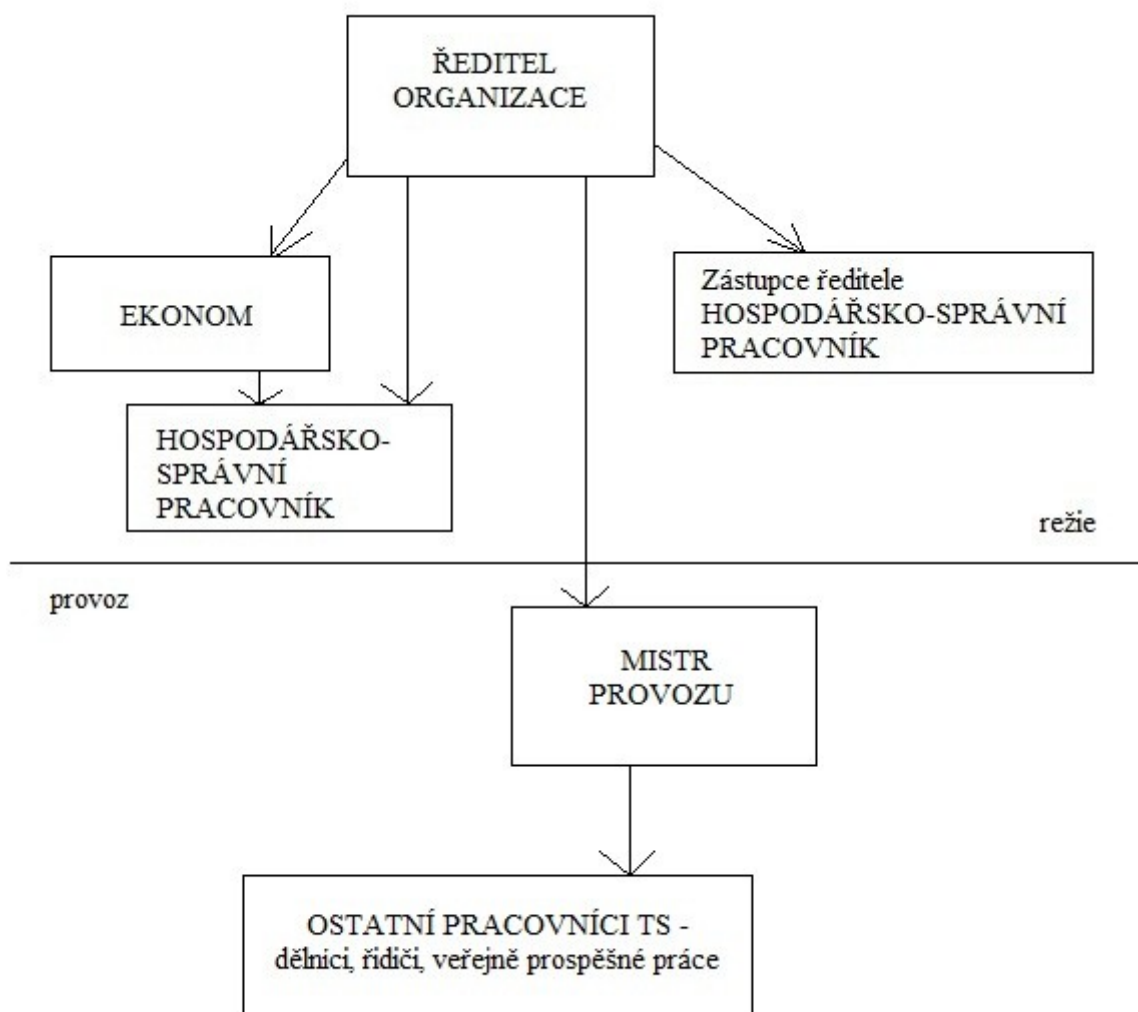 ŘEDITEL
ORGANIZACE
EKONOM
Zástupce ředitele
HOSPODÁŘSKO-SPRÁVNÍ
PRACOVNÍK
HOSPODÁŘSKO-
SPRÁVNÍ
PRACOVNÍK
režie
provoz
MISTR
PROVOZU
OSTATNÍ PRACOVNÍCI TS -
dělnici, řidiči, veřejně prospěšné práce